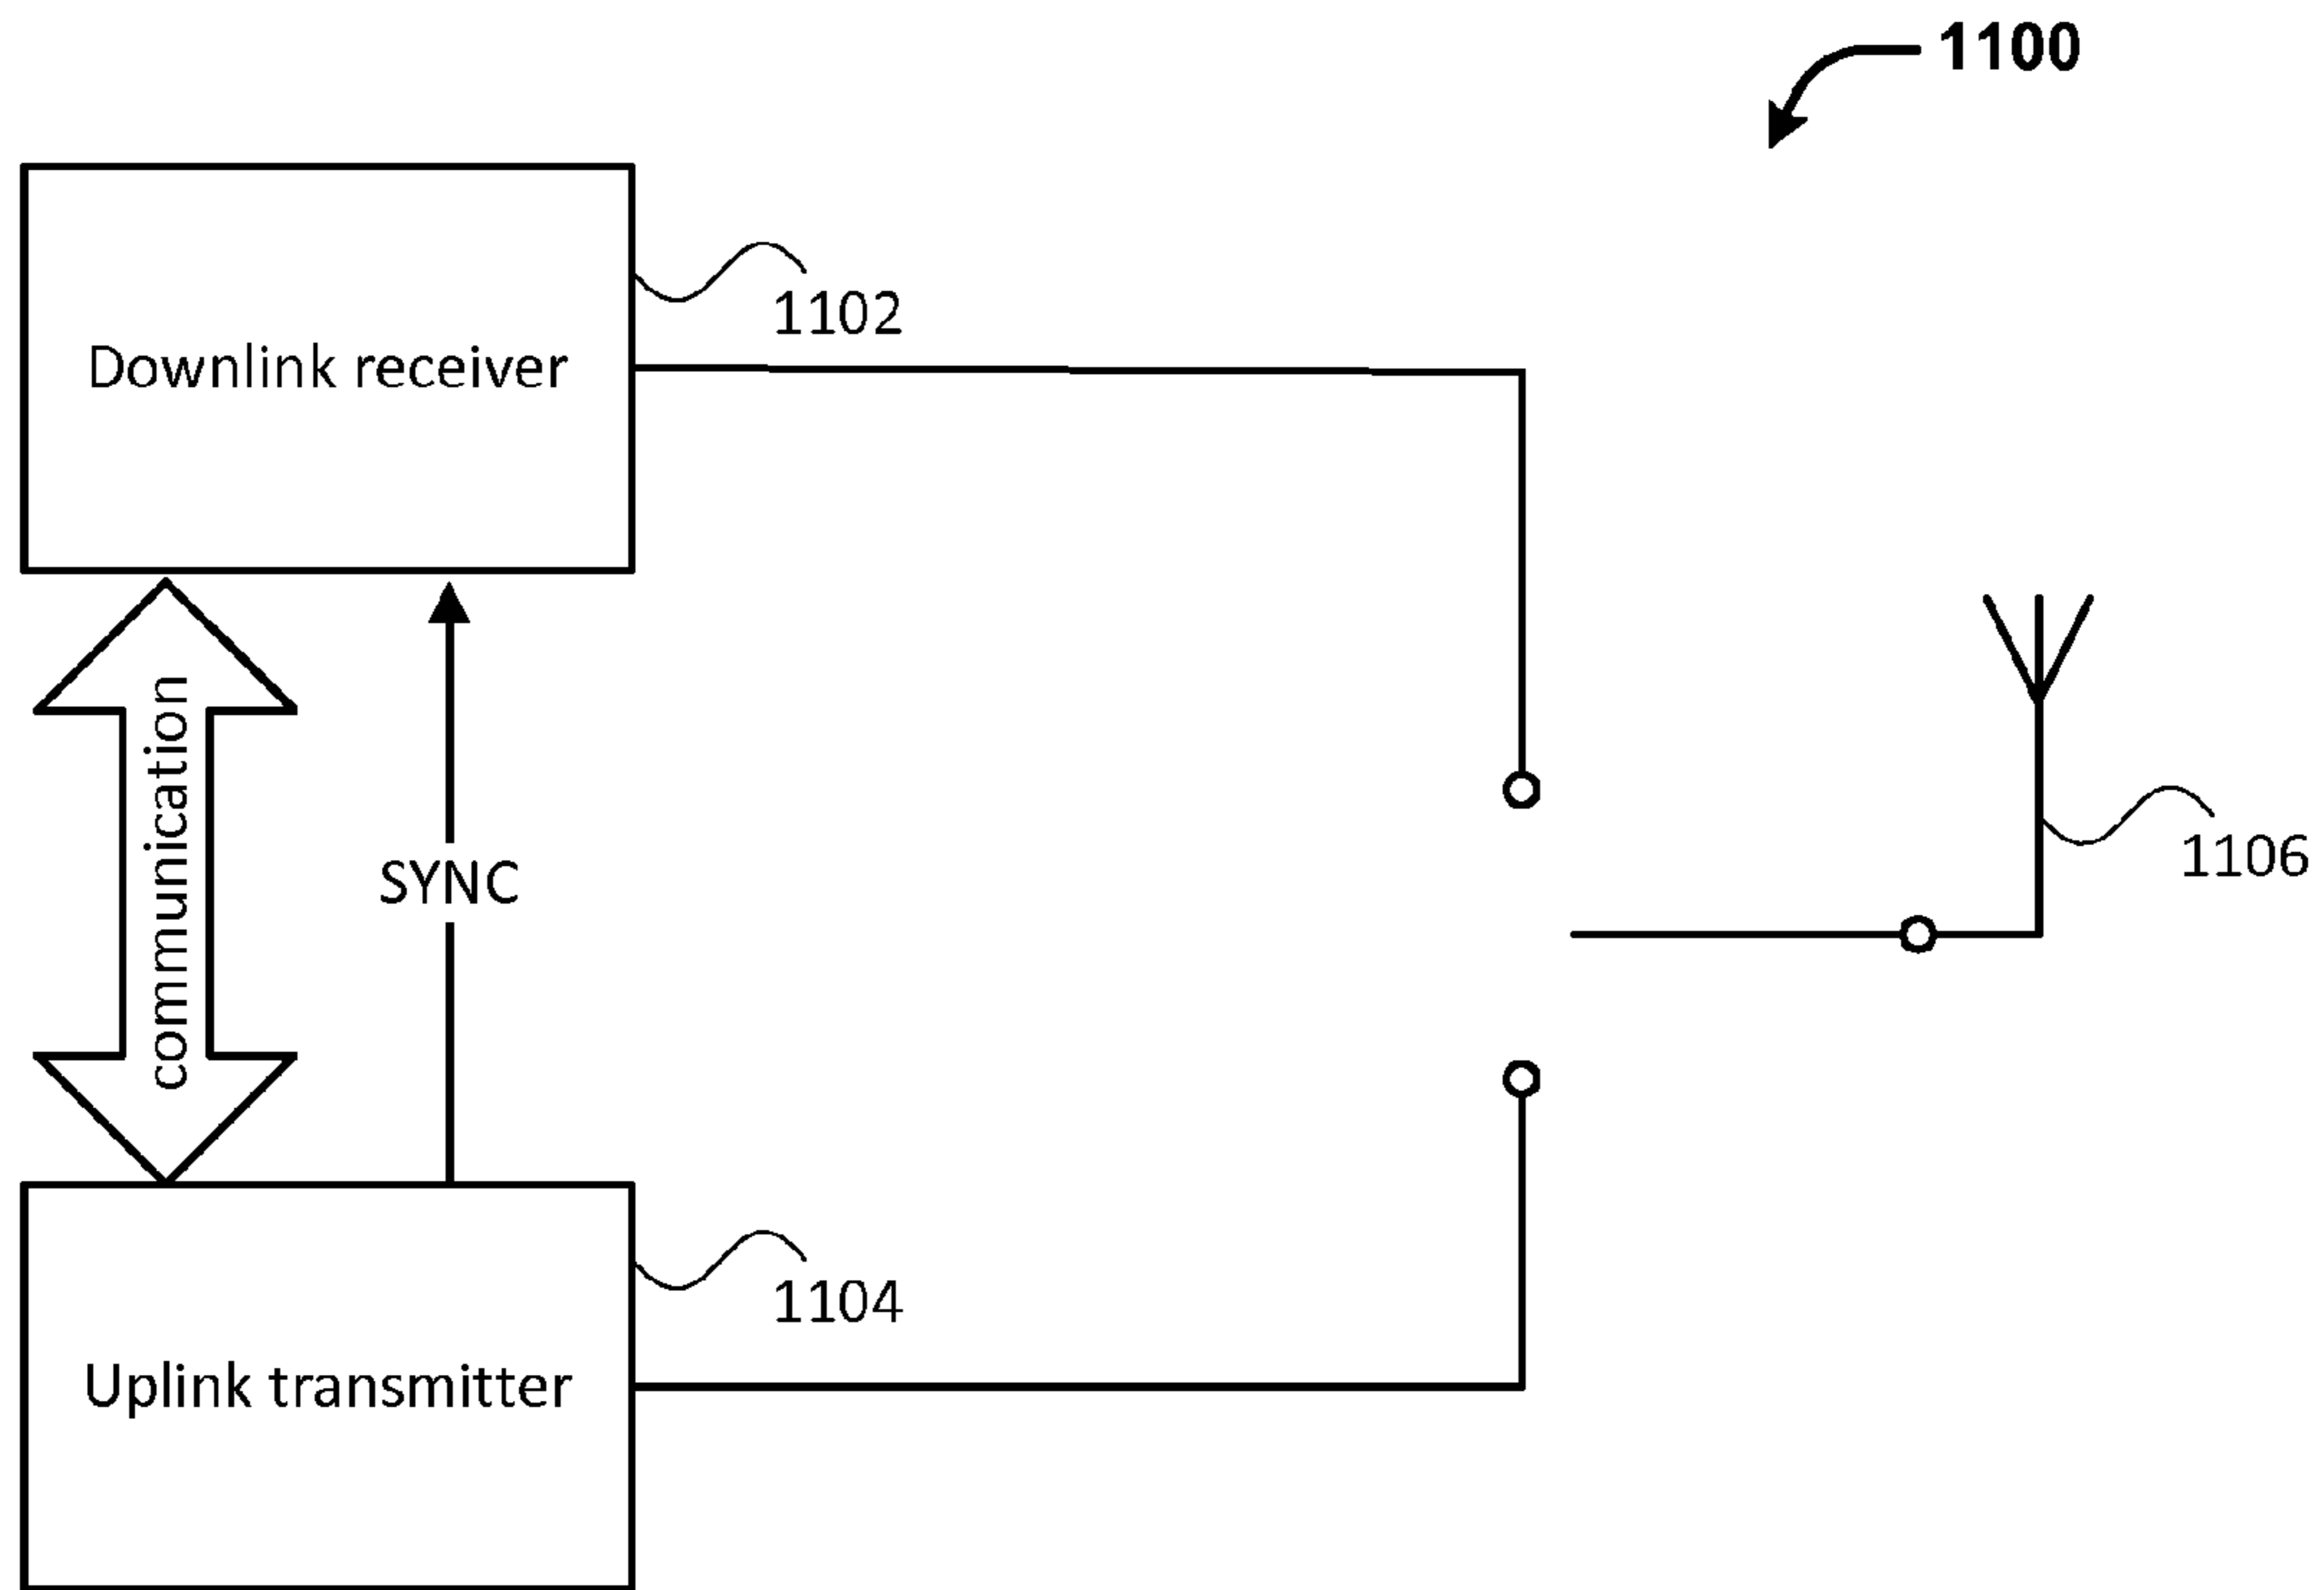 1100
1102
Downlink receiver
communication
SYNC
1106
1104
Uplink transmitter